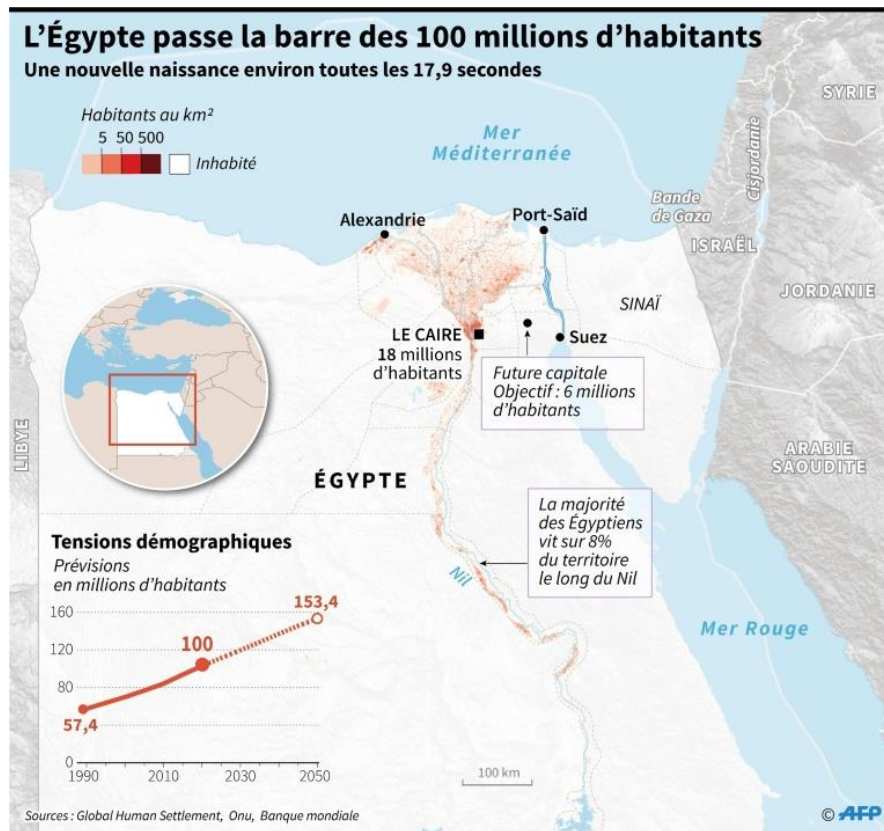 L'Égypte passe la barre des 100 millions d'habitants
Une nouvelle naissance environ toutes les 17,9 secondes
Habitants au km²
5 50 500
Inhabité
Mer
Méditerranée
SYRIE
Cisjordanie
Bande
de Gaza
ISRAËL
JORDANIE
Alexandrie
Port-Saïd
SINAÏ
LE CAIRE
18 millions
d'habitants
Suez
Future capitale
Objectif : 6 millions
d'habitants
LIBYE
ARABIE
SAOUDITE
ÉGYPTE
La majorité
des Égyptiens
vit sur 8%
du territoire
le long du Nil
Nil
Mer Rouge
Tensions démographiques
Prévisions
en millions d'habitants
160
120
80
0
153,4
100
57,4
1990
2010
2030
2050
100 km
Sources : Global Human Settlement, Onu, Banque mondiale
© AFP